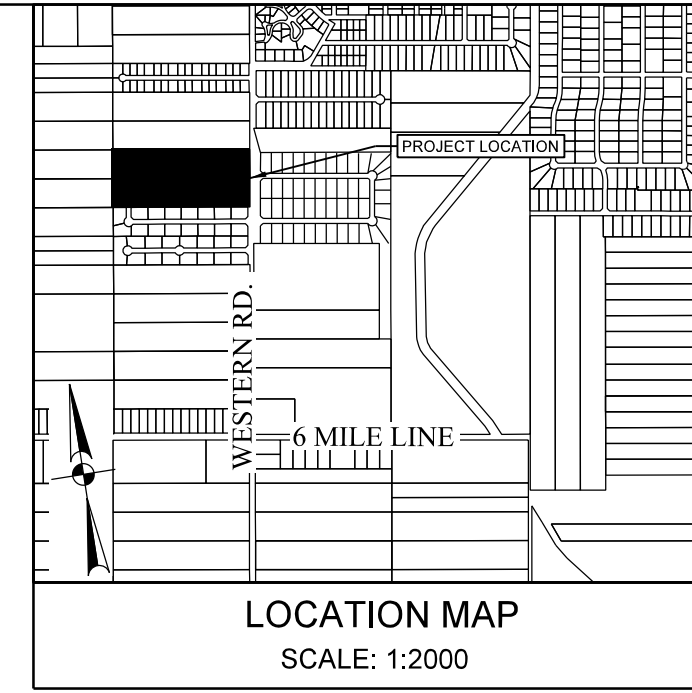 PROJECT LOCATION
WESTERN RD.
6 MILE LINE
LOCATION MAP
SCALE: 1:2000